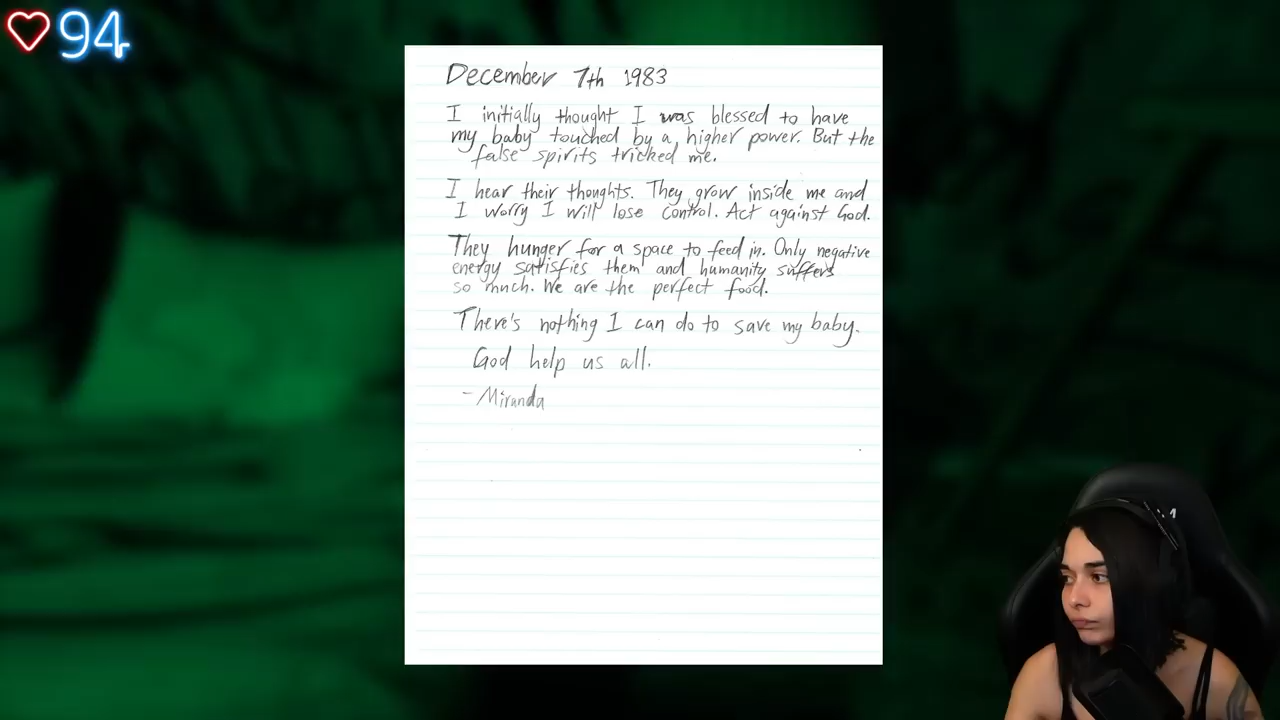 94
December 7th 1983
I initially thought I was blessed to have
my baby touched by a higher power. But the
false spirits tricked me.
I hear their thoughts. They grow inside me and
I worry I will lose control. Act against God.
They hunger for a space to feed in. Only negative
energy satisfies them and humanity suffers
so much. We are the perfect food.
There's nothing I can do to save my baby.
God help us all.
- Miranda